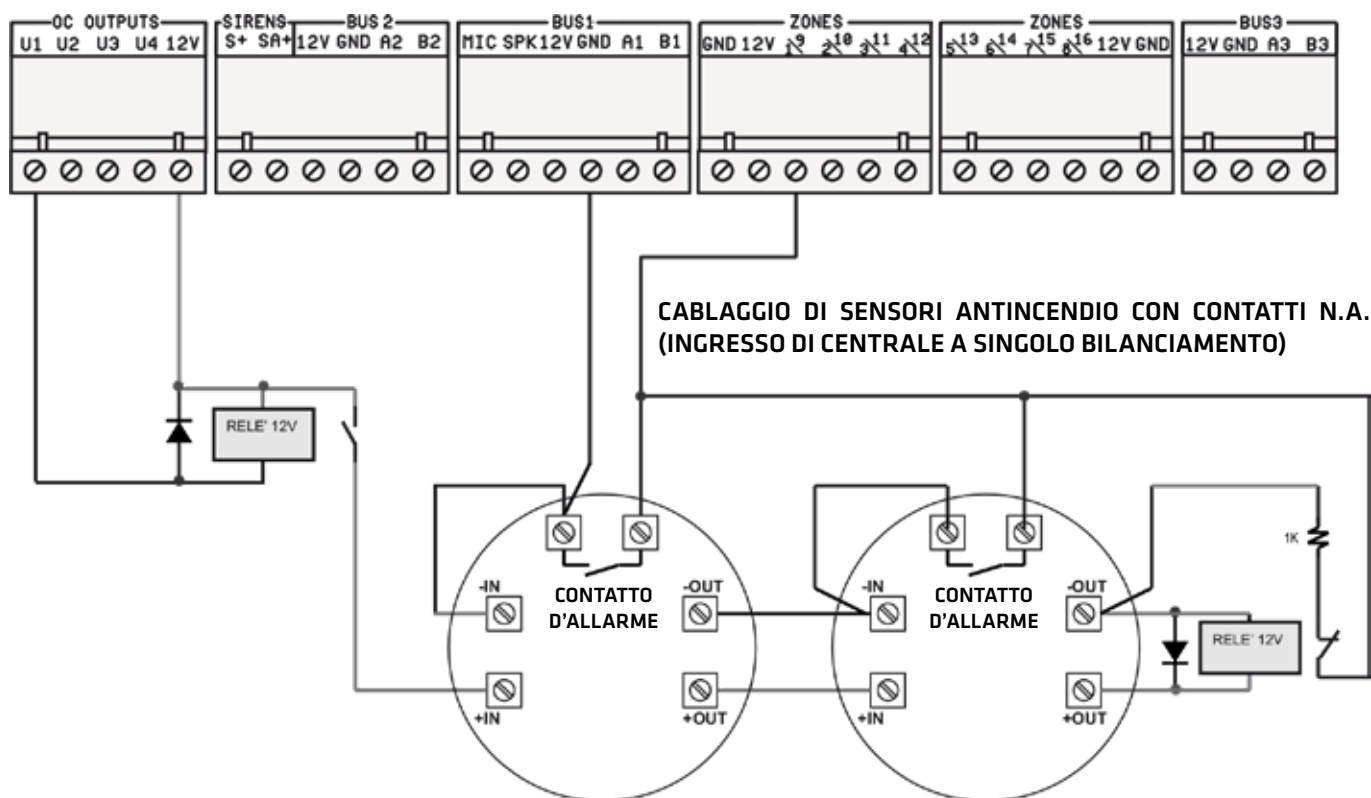 OC OUTPUTS SIRENS BUS 2 BUS1 ZONES ZONES BUS3
U1 U2 U3 U4 12V S+ SA+ 12V GND A2 B2 MIC SPK 12V GND A1 B1 GND 12V 1 9 2 10 3 11 4 12 5 13 6 14 7 15 8 16 12V GND 12V GND A3 B3
CABLAGGIO DI SENSORI ANTINCENDIO CON CONTATTI N.A.
(INGRESSO DI CENTRALE A SINGOLO BILANCIAMENTO)
RELE' 12V
1K
-IN CONTATTO -OUT -IN CONTATTO -OUT
D'ALLARME D'ALLARME
RELE' 12V
+IN +OUT +IN +OUT